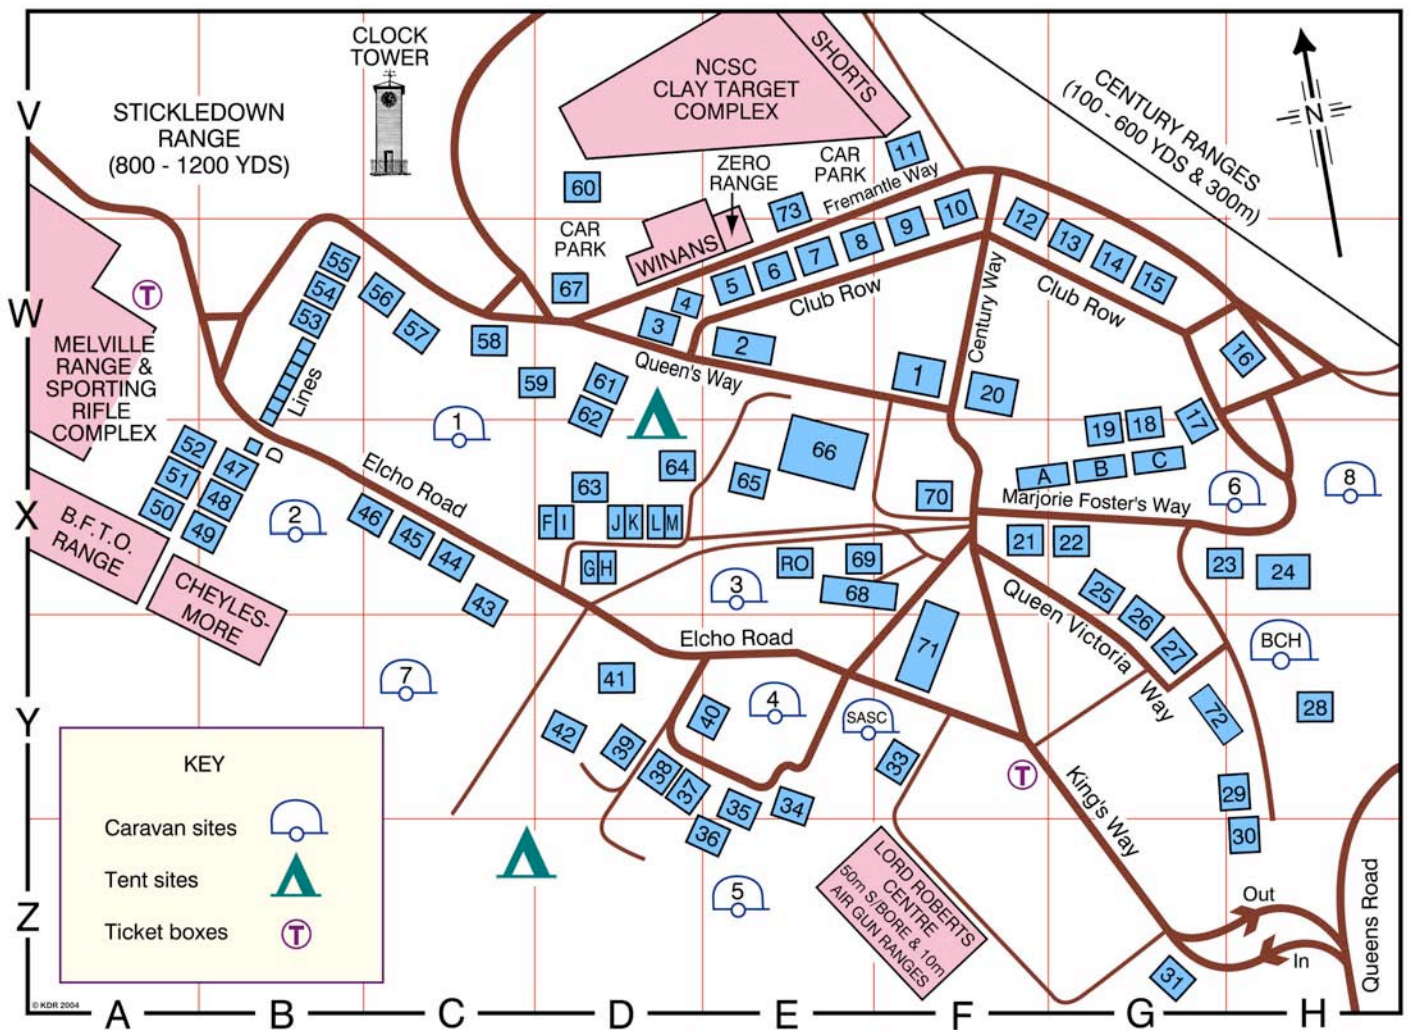 CLOCK
TOWER
V
STICKLEDOWN
RANGE
(800 - 1200 YDS)
NCSC
CLAY TARGET
COMPLEX
SHORTS
CENTURY RANGES
(100 - 600 YDS & 300m)
N
60
ZERO
RANGE
CAR
PARK
11
Fremantle Way
73
CAR
PARK
WINANS
5
6
7
8
9
10
12
13
14
15
55
54
53
56
57
58
67
4
3
2
Club Row
Century Way
Club Row
16
W
T
MELVILLE
RANGE &
SPORTING
RIFLE
COMPLEX
Lines
D
59
61
62
Queen's Way
1
20
1
52
51
50
47
48
49
2
Elcho Road
46
45
44
43
63
64
65
66
70
19
18
17
A
B
C
Marjorie Foster's Way
6
8
X
B.F.T.O.
RANGE
CHEYLES-
MORE
F I
J K
L M
G H
3
RO
69
68
21
22
23
24
25
26
27
Queen Victoria
Way
BCH
7
Elcho Road
41
42
40
39
38
37
36
35
34
4
SASC
71
33
T
72
28
29
30
Y
King's Way
KEY
Caravan sites
Tent sites
Ticket boxes
T
5
LORD ROBERTS
CENTRE
50m S/BORE & 10m
AIR GUN RANGES
Out
In
31
Queens Road
Z
© KDR 2004
A
B
C
D
E
F
G
H